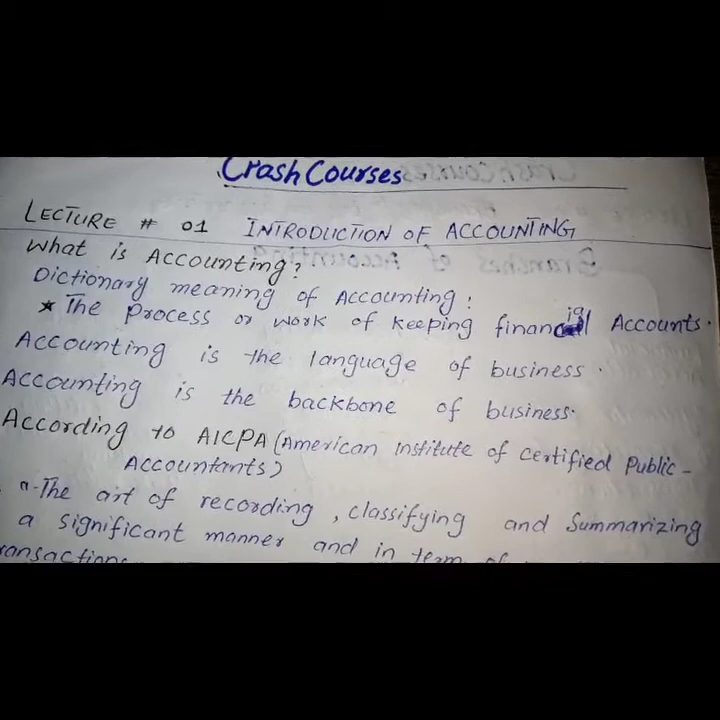 Crash Courses
LECTURE # 01 INTRODUCTION OF ACCOUNTING
What is Accounting?
Dictionary meaning of Accounting:
* The Process or work of keeping financial Accounts.
Accounting is the language of business.
Accounting is the backbone of business.
According to AICPA (American institute of certified Public -
Accountants)
a-The art of recording, classifying and Summarizing
a significant manner and in term of
ransactions